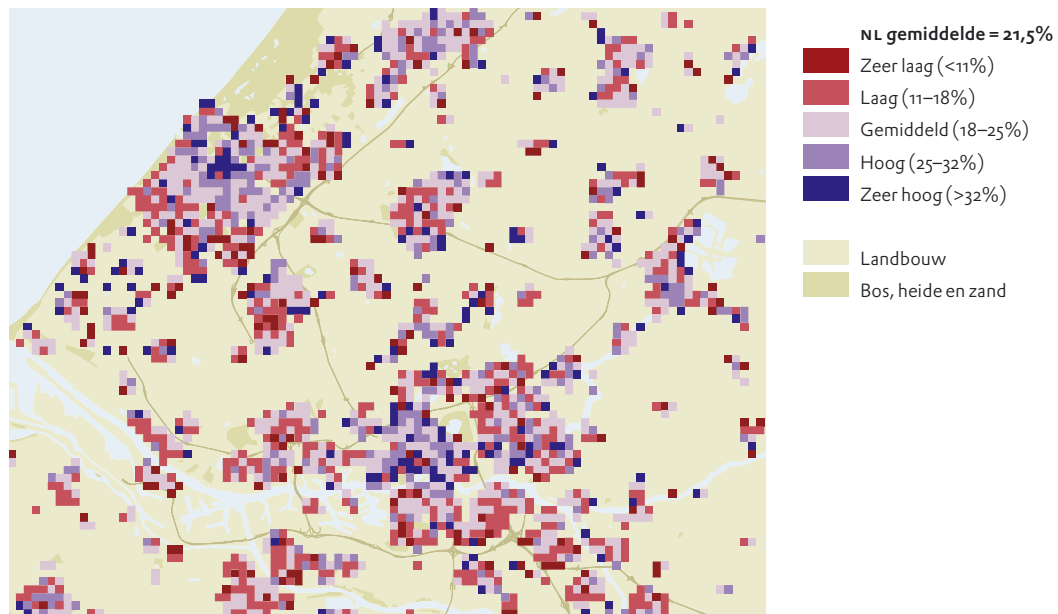 NL gemiddelde = 21,5%
Zeer laag (<11%)
Laag (11–18%)
Gemiddeld (18–25%)
Hoog (25–32%)
Zeer hoog (>32%)
Landbouw
Bos, heide en zand